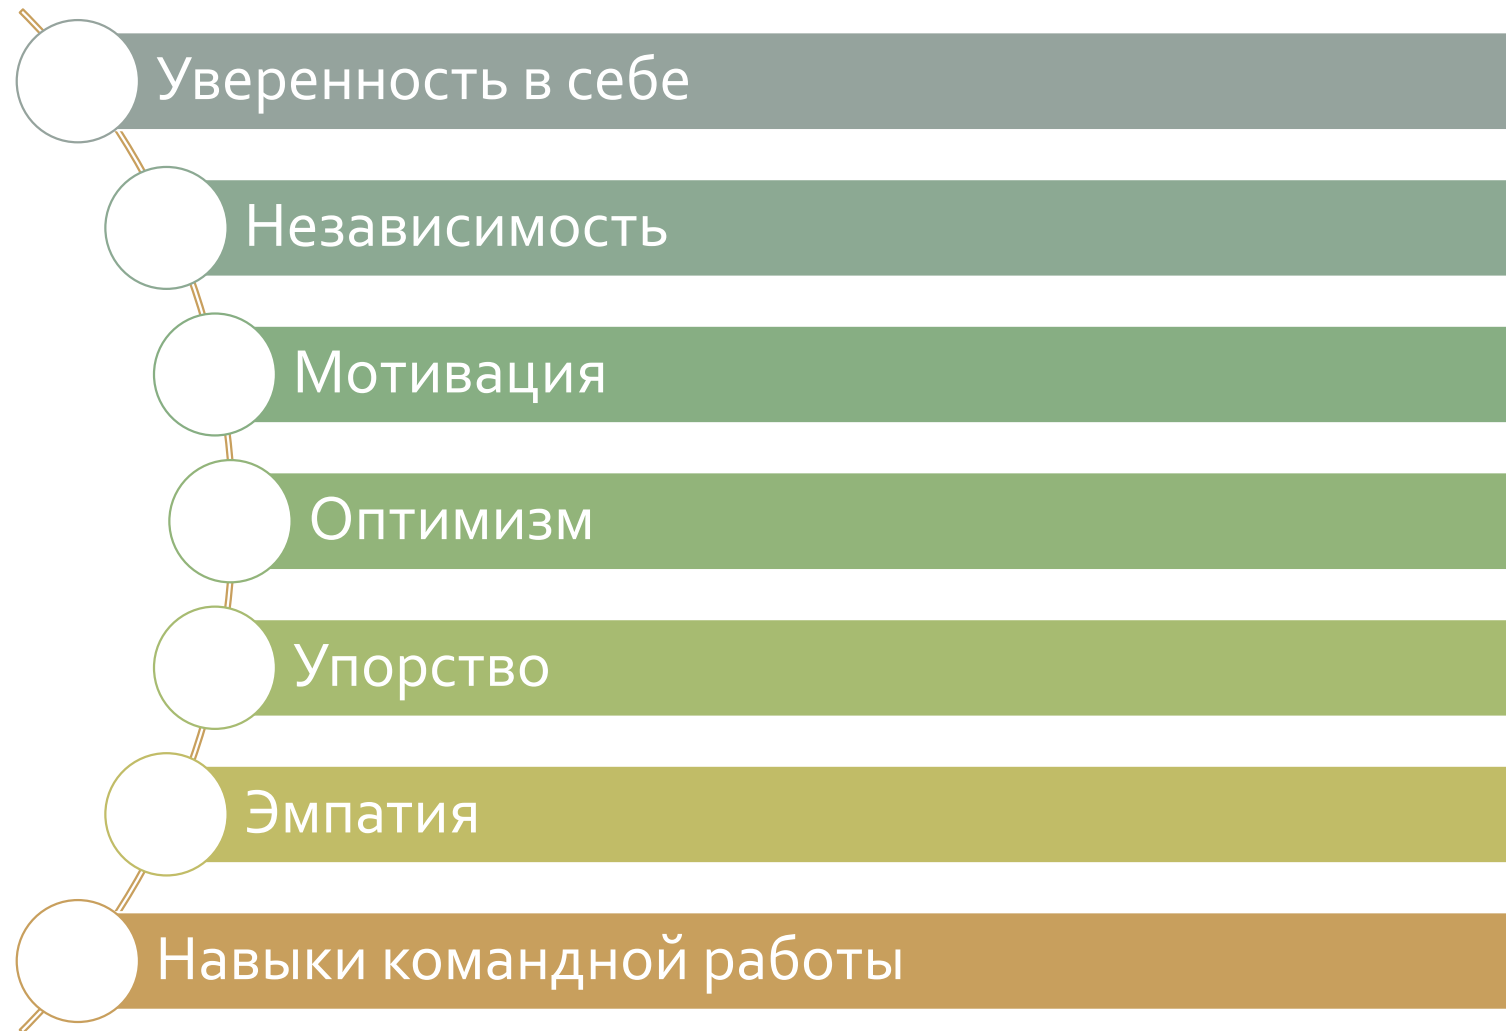 Уверенность в себе
Независимость
Мотивация
Оптимизм
Упорство
Эмпатия
Навыки командной работы